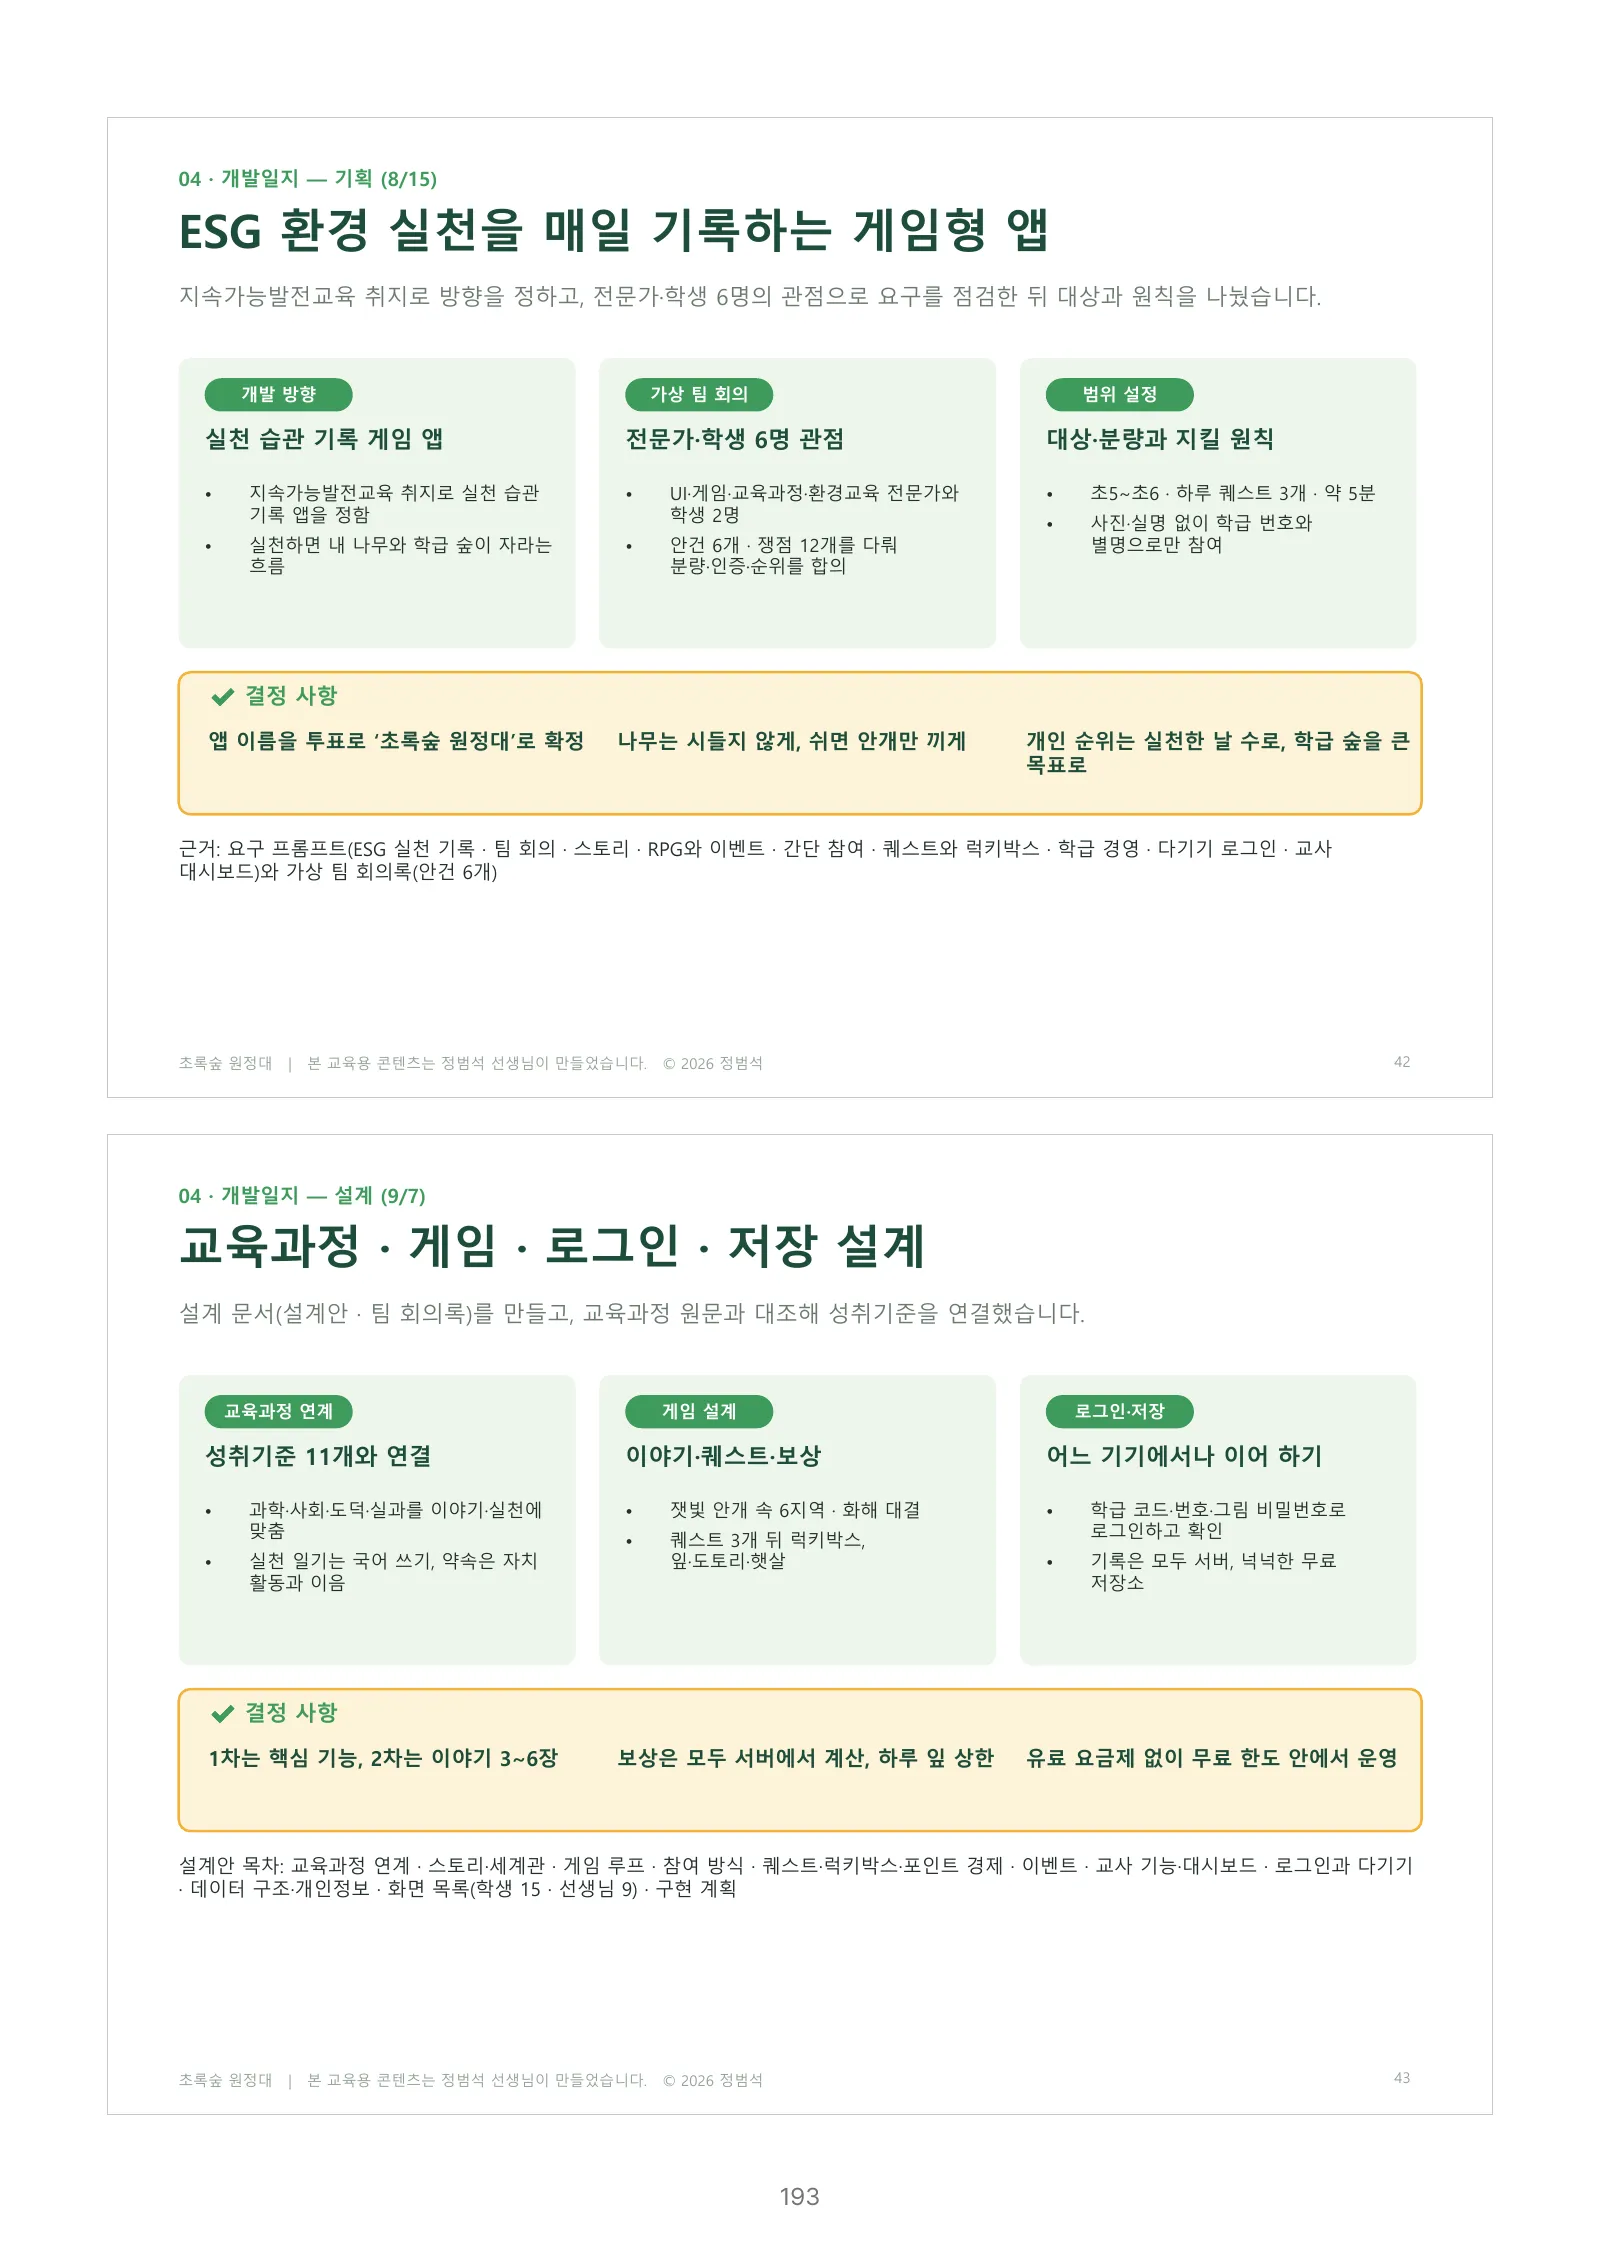 04 · 개발일지 — 기획 (8/15)
ESG 환경 실천을 매일 기록하는 게임형 앱
지속가능발전교육 취지로 방향을 정하고, 전문가·학생 6명의 관점으로 요구를 점검한 뒤 대상과 원칙을 나눴습니다.
개발 방향
실천 습관 기록 게임 앱
• 지속가능발전교육 취지로 실천 습관
기록 앱을 정함
• 실천하면 내 나무와 학급 숲이 자라는
흐름
가상 팀 회의
전문가·학생 6명 관점
• UI·게임·교육과정·환경교육 전문가와
학생 2명
• 안건 6개 · 쟁점 12개를 다뤄
분량·인증·순위를 합의
범위 설정
대상·분량과 지킬 원칙
• 초5~초6 · 하루 퀘스트 3개 · 약 5분
• 사진·실명 없이 학급 번호와
별명으로만 참여
✔ 결정 사항
앱 이름을 투표로 ‘초록숲 원정대’로 확정
나무는 시들지 않게, 쉬면 안개만 끼게
개인 순위는 실천한 날 수로, 학급 숲을 큰
목표로
근거: 요구 프롬프트(ESG 실천 기록 · 팀 회의 · 스토리 · RPG와 이벤트 · 간단 참여 · 퀘스트와 럭키박스 · 학급 경영 · 다기기 로그인 · 교사
대시보드)와 가상 팀 회의록(안건 6개)
초록숲 원정대 | 본 교육용 콘텐츠는 정범석 선생님이 만들었습니다. © 2026 정범석
42
04 · 개발일지 — 설계 (9/7)
교육과정 · 게임 · 로그인 · 저장 설계
설계 문서(설계안 · 팀 회의록)를 만들고, 교육과정 원문과 대조해 성취기준을 연결했습니다.
교육과정 연계
성취기준 11개와 연결
• 과학·사회·도덕·실과를 이야기·실천에
맞춤
• 실천 일기는 국어 쓰기, 약속은 자치
활동과 이음
게임 설계
이야기·퀘스트·보상
• 잿빛 안개 속 6지역 · 화해 대결
• 퀘스트 3개 뒤 럭키박스,
잎·도토리·햇살
로그인·저장
어느 기기에서나 이어 하기
• 학급 코드·번호·그림 비밀번호로
로그인하고 확인
• 기록은 모두 서버, 넉넉한 무료
저장소
✔ 결정 사항
1차는 핵심 기능, 2차는 이야기 3~6장
보상은 모두 서버에서 계산, 하루 잎 상한
유료 요금제 없이 무료 한도 안에서 운영
설계안 목차: 교육과정 연계 · 스토리·세계관 · 게임 루프 · 참여 방식 · 퀘스트·럭키박스·포인트 경제 · 이벤트 · 교사 기능·대시보드 · 로그인과 다기기
· 데이터 구조·개인정보 · 화면 목록(학생 15 · 선생님 9) · 구현 계획
초록숲 원정대 | 본 교육용 콘텐츠는 정범석 선생님이 만들었습니다. © 2026 정범석
43
193